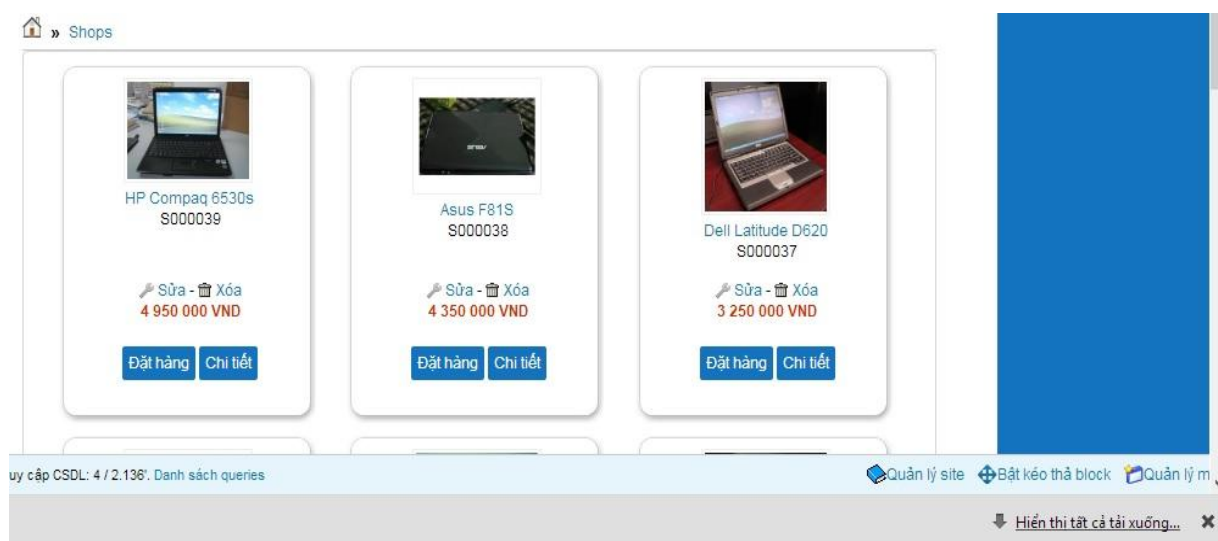 » Shops
HP Compaq 6530s
S000039
Sửa - Xóa
4 950 000 VND
Đặt hàng Chi tiết
Asus F81S
S000038
Sửa - Xóa
4 350 000 VND
Đặt hàng Chi tiết
Dell Latitude D620
S000037
Sửa - Xóa
3 250 000 VND
Đặt hàng Chi tiết
uy cập CSDL: 4 / 2.136'. Danh sách queries
Quản lý site Bật kéo thả block Quản lý m
Hiển thị tất cả tải xuống...